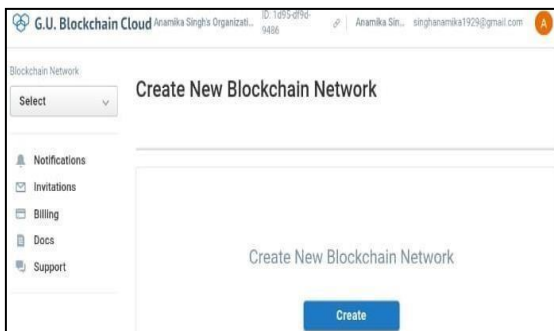 G.U. Blockchain Cloud
Anamika Singh's Organizati..
ID: 1d95-df9d-
9486
Anamika Sin..
singhanamika1929@gmail.com
A
Blockchain Network
Select
Create New Blockchain Network
Notifications
Invitations
Billing
Docs
Support
Create New Blockchain Network
Create